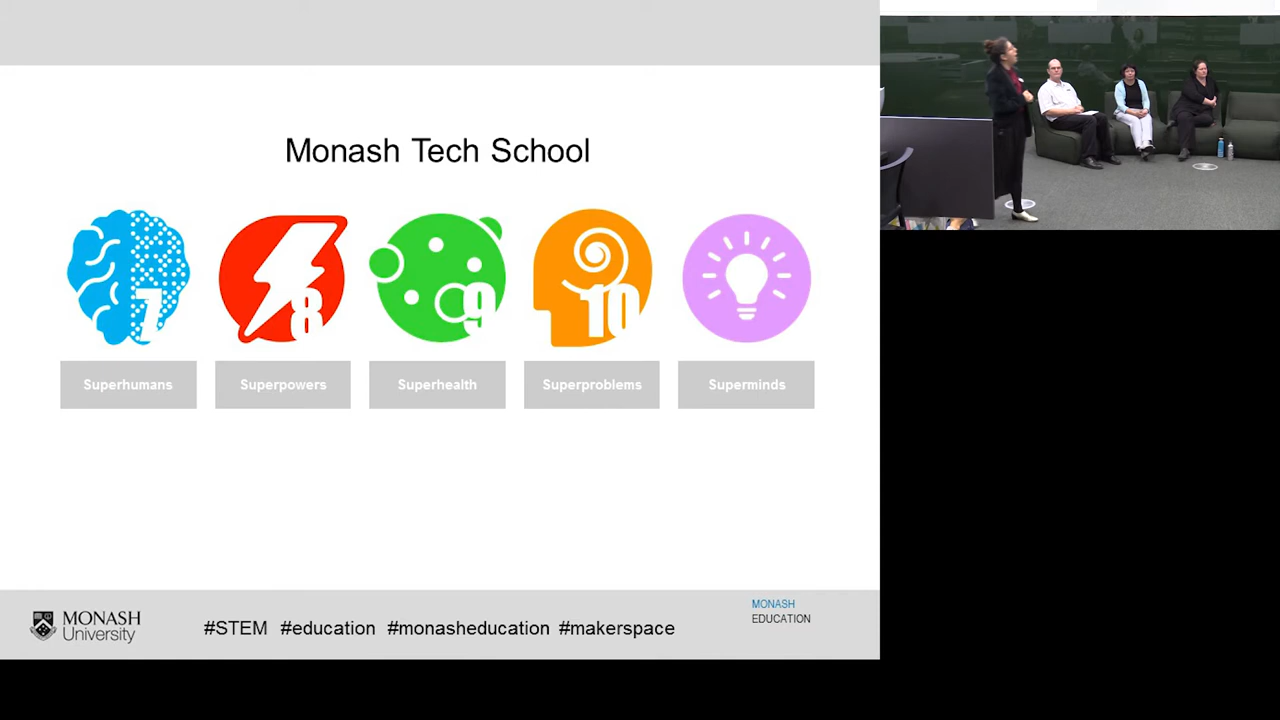 Monash Tech School
7
8
9
10
Superhumans
Superpowers
Superhealth
Superproblems
Superminds
MONASH
University
#STEM #education #monasheducation #makerspace
MONASH
EDUCATION